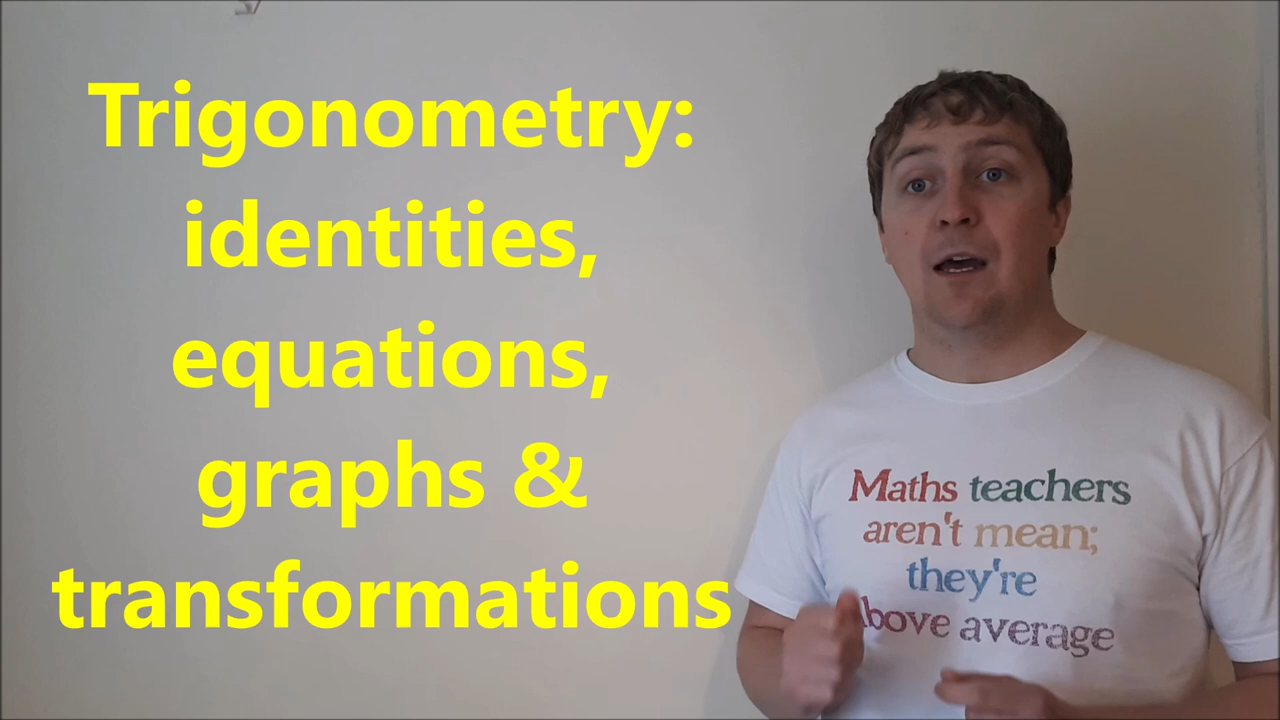 Trigonometry:
identities,
equations,
graphs &
transformations
Maths teachers
aren't mean;
they're
above average